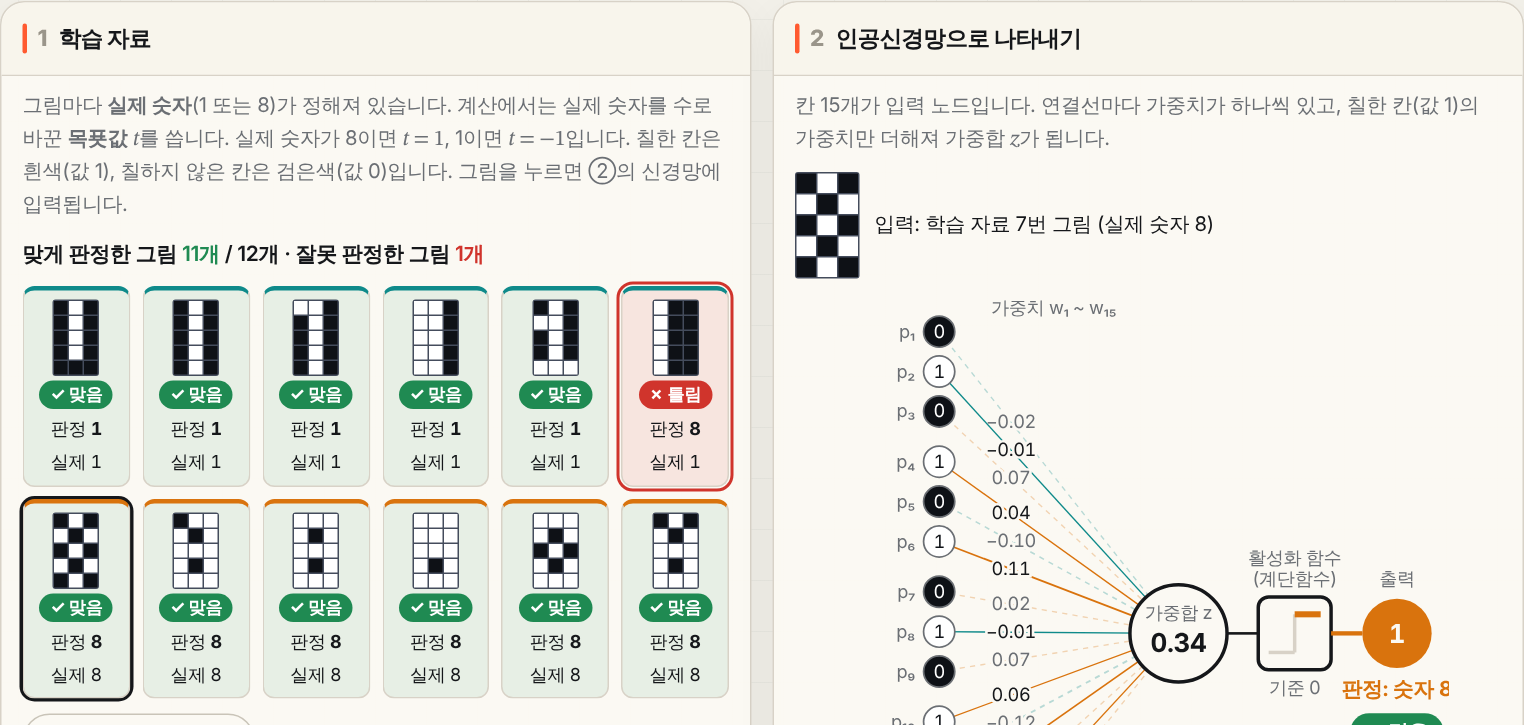 1 학습 자료
그림마다 실제 숫자(1 또는 8)가 정해져 있습니다. 계산에서는 실제 숫자를 수로
바꾼 목푯값 t를 씁니다. 실제 숫자가 8이면 t = 1, 1이면 t = −1입니다. 칠한 칸은
흰색(값 1), 칠하지 않은 칸은 검은색(값 0)입니다. 그림을 누르면 ②의 신경망에
입력됩니다.
맞게 판정한 그림 11개 / 12개 · 잘못 판정한 그림 1개
✓ 맞음 ✓ 맞음 ✓ 맞음 ✓ 맞음 ✓ 맞음 × 틀림
판정 1 판정 1 판정 1 판정 1 판정 1 판정 8
실제 1 실제 1 실제 1 실제 1 실제 1 실제 1
✓ 맞음 ✓ 맞음 ✓ 맞음 ✓ 맞음 ✓ 맞음 ✓ 맞음
판정 8 판정 8 판정 8 판정 8 판정 8 판정 8
실제 8 실제 8 실제 8 실제 8 실제 8 실제 8
2 인공신경망으로 나타내기
칸 15개가 입력 노드입니다. 연결선마다 가중치가 하나씩 있고, 칠한 칸(값 1)의
가중치만 더해져 가중합 z가 됩니다.
입력: 학습 자료 7번 그림 (실제 숫자 8)
가중치 w₁ ~ w₁₅
p₁ 0
p₂ 1
p₃ 0
−0.02
−0.01
p₄ 1
0.07
p₅ 0
0.04
p₆ 1
−0.10
0.11
p₇ 0
0.02
p₈ 1
−0.01
p₉ 0
0.07
0.06
p₁₀ 1
−0.12
가중합 z
0.34
활성화 함수
(계단함수)
기준 0
출력
1
판정: 숫자 8